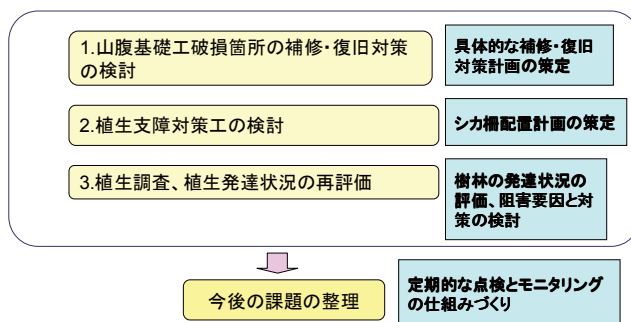 1.山腹基礎工破損箇所の補修・復旧対策
の検討
具体的な補修・復旧
対策計画の策定
2.植生支障対策工の検討
シカ柵配置計画の策定
3.植生調査、植生発達状況の再評価
樹林の発達状況の
評価、阻害要因と対
策の検討
今後の課題の整理
定期的な点検とモニタリング
の仕組みづくり